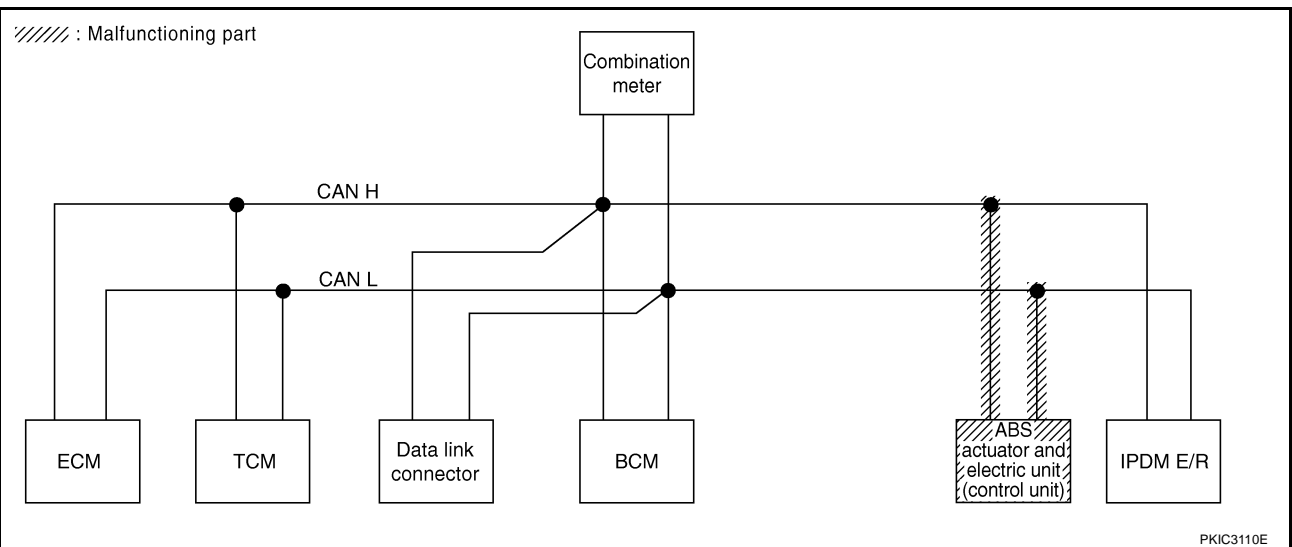 : Malfunctioning part
Combination
meter
CAN H
CAN L
ECM
TCM
Data link
connector
BCM
ABS
actuator and
electric unit
(control unit)
IPDM E/R
PKIC3110E